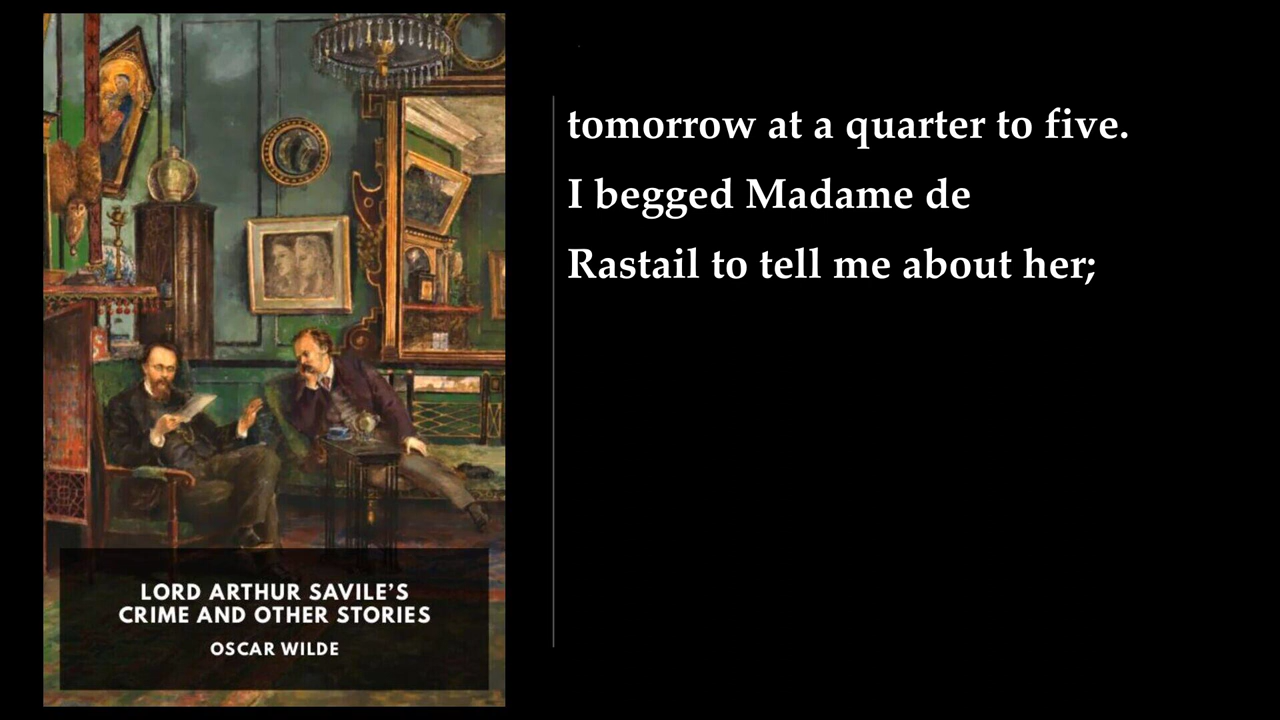 tomorrow at a quarter to five.
I begged Madame de
Rastail to tell me about her;
LORD ARTHUR SAVILE'S
CRIME AND OTHER STORIES
OSCAR WILDE